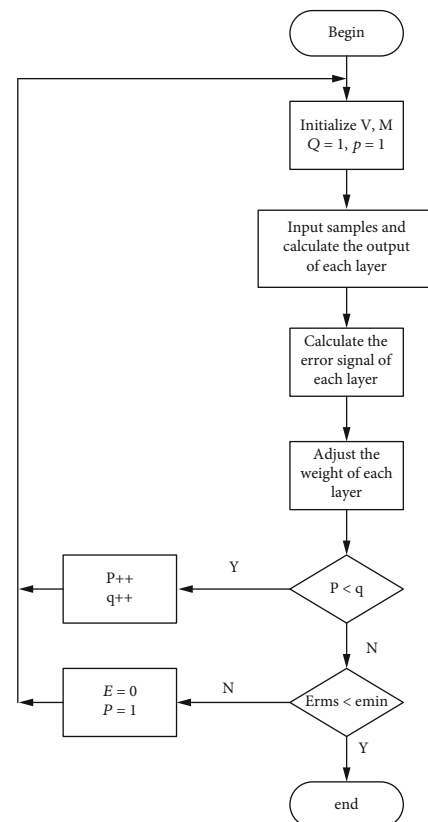 Begin
Initialize V, M
Q = 1, p = 1
Input samples and
calculate the output
of each layer
Calculate the
error signal of
each layer
Adjust the
weight of each
layer
P++
q++
Y
P < q
N
E = 0
P = 1
N
Erms < emin
Y
end